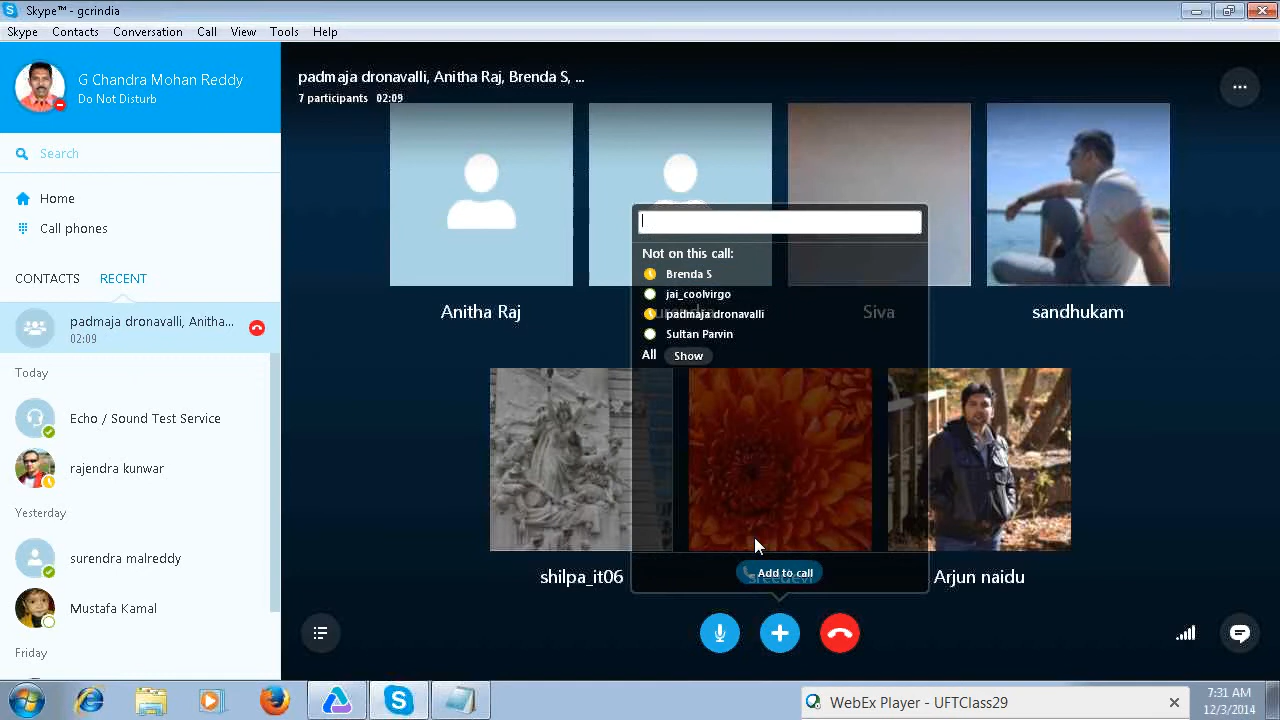 Skype™ - gcrindia
Skype Contacts Conversation Call View Tools Help
G Chandra Mohan Reddy
Do Not Disturb
Search
Home
Call phones
CONTACTS RECENT
padmaja dronavalli, Anitha...
02:09
Today
Echo / Sound Test Service
rajendra kunwar
Yesterday
surendra malreddy
Mustafa Kamal
Friday
padmaja dronavalli, Anitha Raj, Brenda S, ...
7 participants 02:09
Anitha Raj
Siva
sandhukam
Not on this call:
Brenda S
jai_coolvirgo
padmaja dronavalli
Sultan Parvin
All Show
shilpa_it06
sreedevi
Arjun naidu
Add to call
WebEx Player - UFTClass29
7:31 AM
12/3/2014